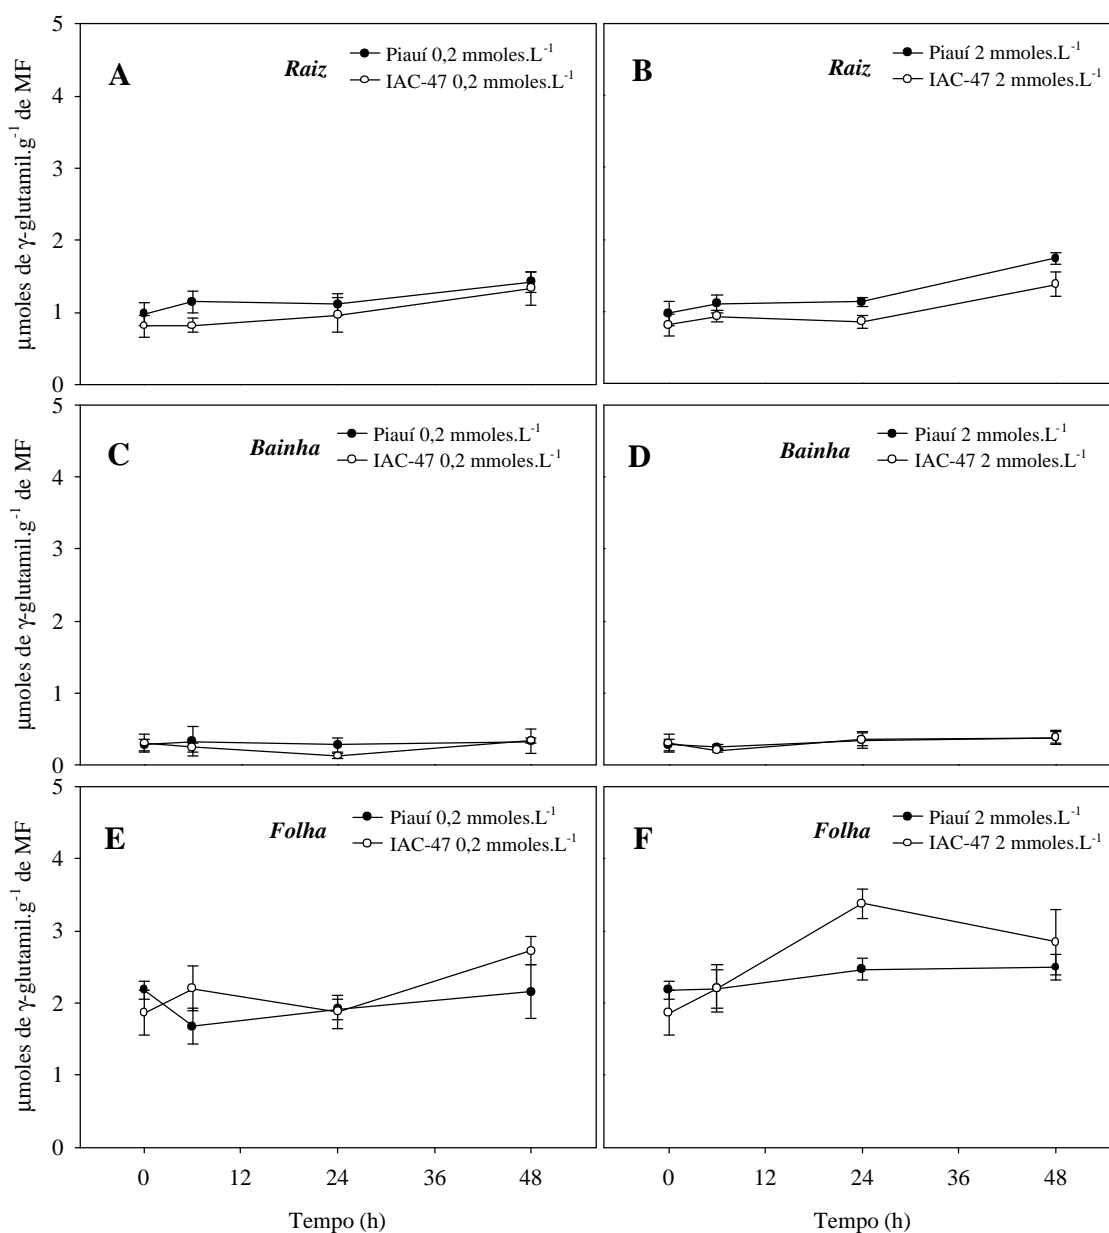 A
Raiz
Piauí 0,2 mmoles.L⁻¹
IAC-47 0,2 mmoles.L⁻¹
µmoles de γ-glutamil.g⁻¹ de MF
5
4
3
2
1
0
B
Raiz
Piauí 2 mmoles.L⁻¹
IAC-47 2 mmoles.L⁻¹
C
Bainha
Piauí 0,2 mmoles.L⁻¹
IAC-47 0,2 mmoles.L⁻¹
µmoles de γ-glutamil.g⁻¹ de MF
5
4
3
2
1
0
D
Bainha
Piauí 2 mmoles.L⁻¹
IAC-47 2 mmoles.L⁻¹
E
Folha
Piauí 0,2 mmoles.L⁻¹
IAC-47 0,2 mmoles.L⁻¹
µmoles de γ-glutamil.g⁻¹ de MF
5
4
3
2
1
0
F
Folha
Piauí 2 mmoles.L⁻¹
IAC-47 2 mmoles.L⁻¹
0 12 24 36 48
Tempo (h)
0 12 24 36 48
Tempo (h)